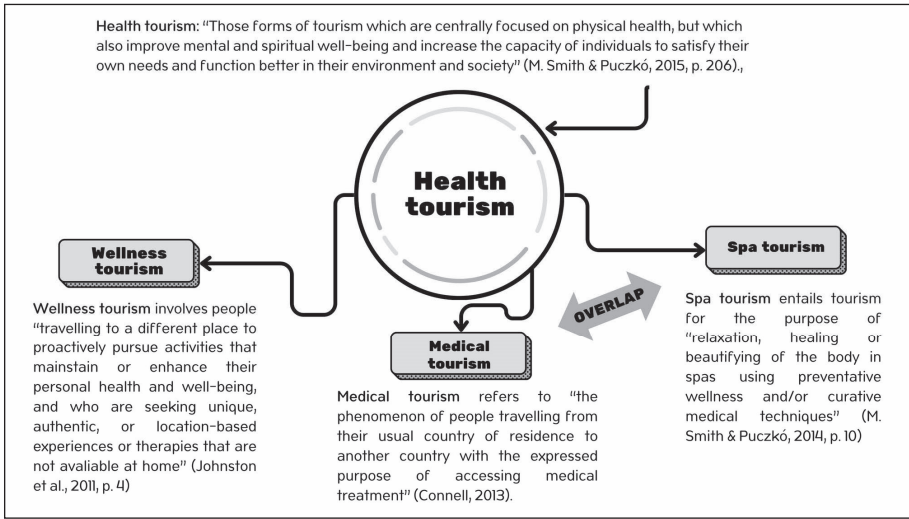 Health tourism: “Those forms of tourism which are centrally focused on physical health, but which
also improve mental and spiritual well-being and increase the capacity of individuals to satisfy their
own needs and function better in their environment and society” (M. Smith & Puczkó, 2015, p. 206).,
Health
tourism
Wellness
tourism
Wellness tourism involves people
“travelling to a different place to
proactively pursue activities that
maintain or enhance their
personal health and well-being,
and who are seeking unique,
authentic, or location-based
experiences or therapies that are
not avaliable at home” (Johnston
et al., 2011, p. 4)
Medical
tourism
Medical tourism refers to “the
phenomenon of people travelling from
their usual country of residence to
another country with the expressed
purpose of accessing medical
treatment” (Connell, 2013).
OVERLAP
Spa tourism
Spa tourism entails tourism
for the purpose of
“relaxation, healing or
beautifying of the body in
spas using preventative
wellness and/or curative
medical techniques” (M.
Smith & Puczkó, 2014, p. 10)